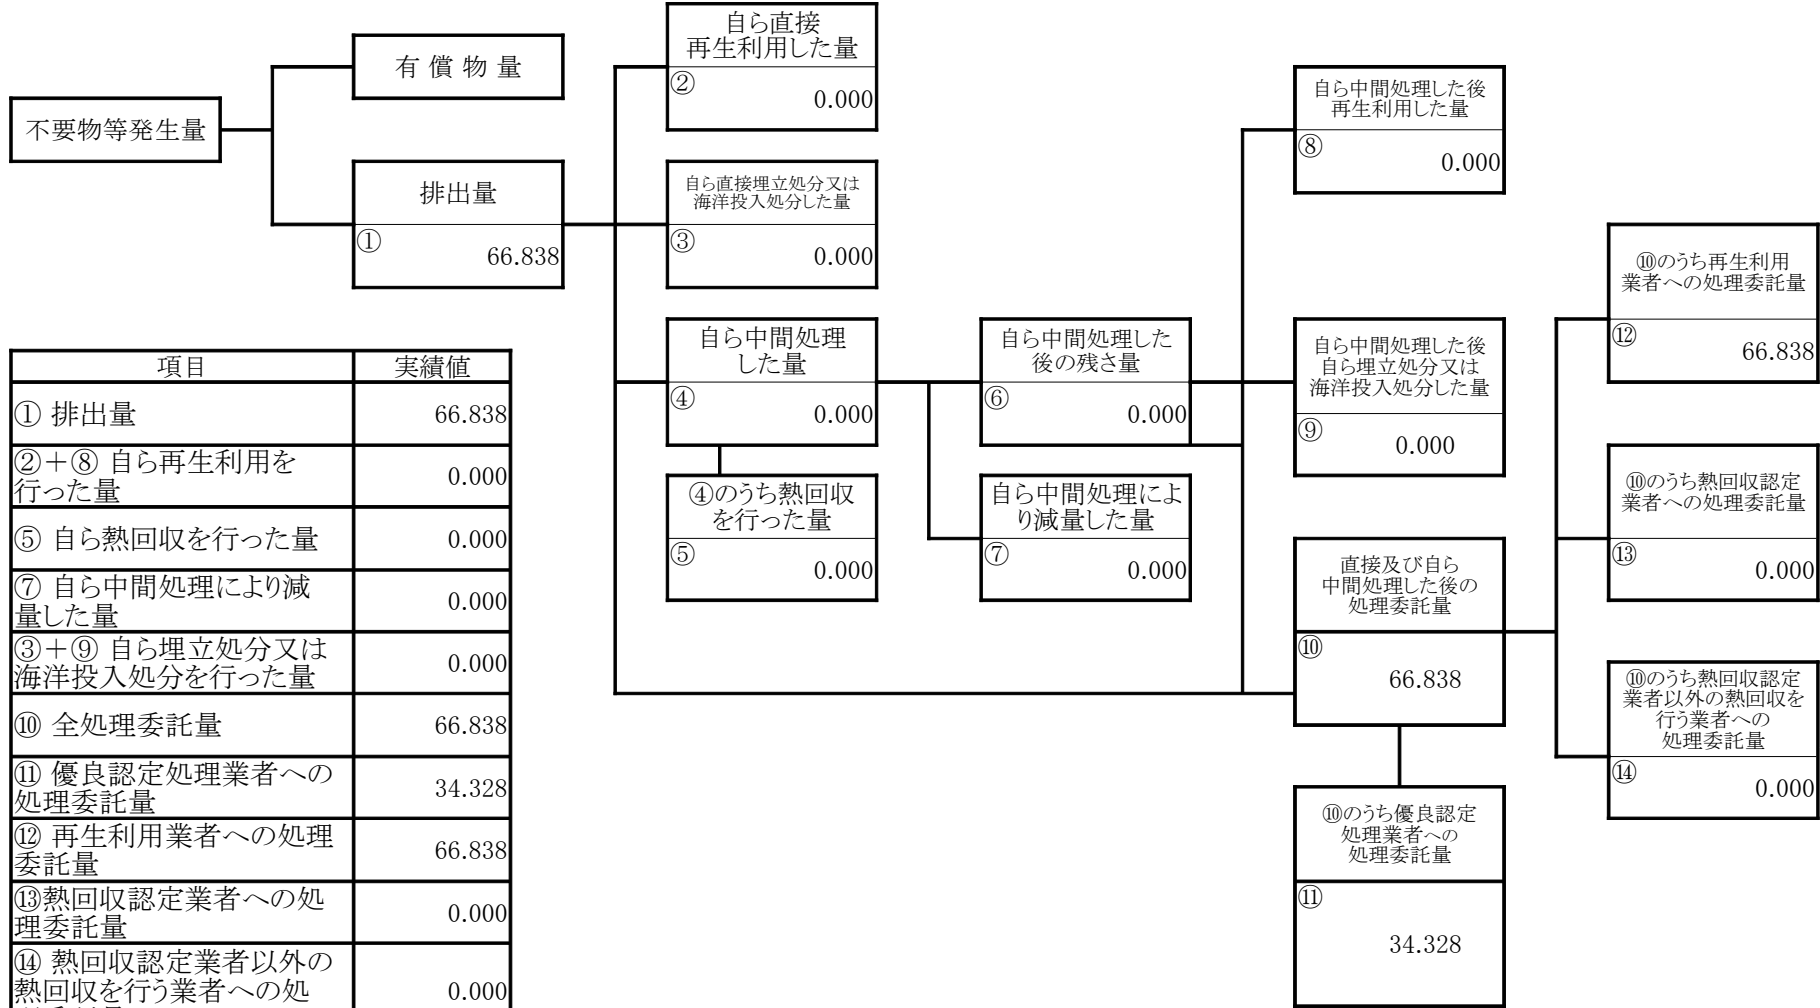 不要物等発生量
有 償 物 量
排出量
①
66.838
自ら直接
再生利用した量
②
0.000
自ら直接埋立処分又は
海洋投入処分した量
③
0.000
自ら中間処理
した量
④
0.000
④のうち熱回収
を行った量
⑤
0.000
自ら中間処理した
後の残さ量
⑥
0.000
自ら中間処理によ
り減量した量
⑦
0.000
自ら中間処理した後
再生利用した量
⑧
0.000
自ら中間処理した後
自ら埋立処分又は
海洋投入処分した量
⑨
0.000
直接及び自ら
中間処理した後の
処理委託量
⑩
66.838
⑩のうち優良認定
処理業者への
処理委託量
⑪
34.328
⑩のうち再生利用
業者への処理委託量
⑫
66.838
⑩のうち熱回収認定
業者への処理委託量
⑬
0.000
⑩のうち熱回収認定
業者以外の熱回収を
行う業者への
処理委託量
⑭
0.000
項目 実績値
① 排出量 66.838
②＋⑧ 自ら再生利用を
行った量 0.000
⑤ 自ら熱回収を行った量 0.000
⑦ 自ら中間処理により減
量した量 0.000
③＋⑨ 自ら埋立処分又は
海洋投入処分を行った量 0.000
⑩ 全処理委託量 66.838
⑪ 優良認定処理業者への
処理委託量 34.328
⑫ 再生利用業者への処理
委託量 66.838
⑬熱回収認定業者への処
理委託量 0.000
⑭ 熱回収認定業者以外の
熱回収を行う業者への処 0.000